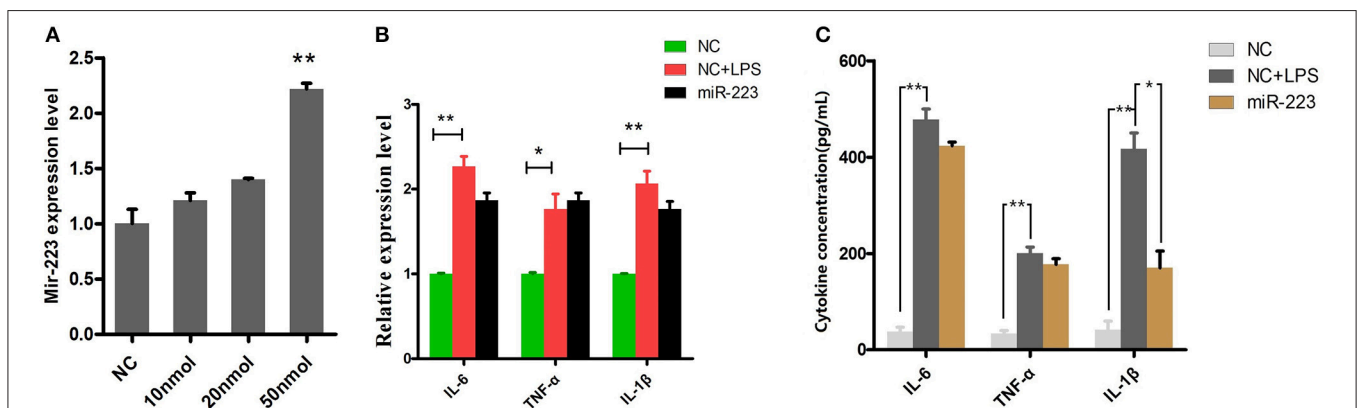 A
Mir-223 expression level
2.5
2.0
1.5
1.0
0.5
0.0
**
NC
10nmol
20nmol
50nmol
B
NC
NC+LPS
miR-223
Relative expression level
3
2
1
0
**
*
**
IL-6
TNF-α
IL-1β
C
NC
NC+LPS
miR-223
Cytokine concentration(pg/mL)
600
400
200
0
**
**
**
*
IL-6
TNF-α
IL-1β